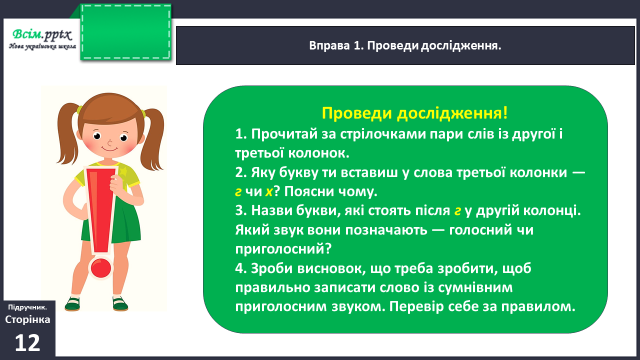 Всім.pptx
Нова українська школа
Вправа 1. Проведи дослідження.
Проведи дослідження!
1. Прочитай за стрілочками пари слів із другої і
третьої колонок.
2. Яку букву ти вставиш у слова третьої колонки —
г чи х? Поясни чому.
3. Назви букви, які стоять після г у другій колонці.
Який звук вони позначають — голосний чи
приголосний?
4. Зроби висновок, що треба зробити, щоб
правильно записати слово із сумнівним
приголосним звуком. Перевір себе за правилом.
Підручник.
Сторінка
12